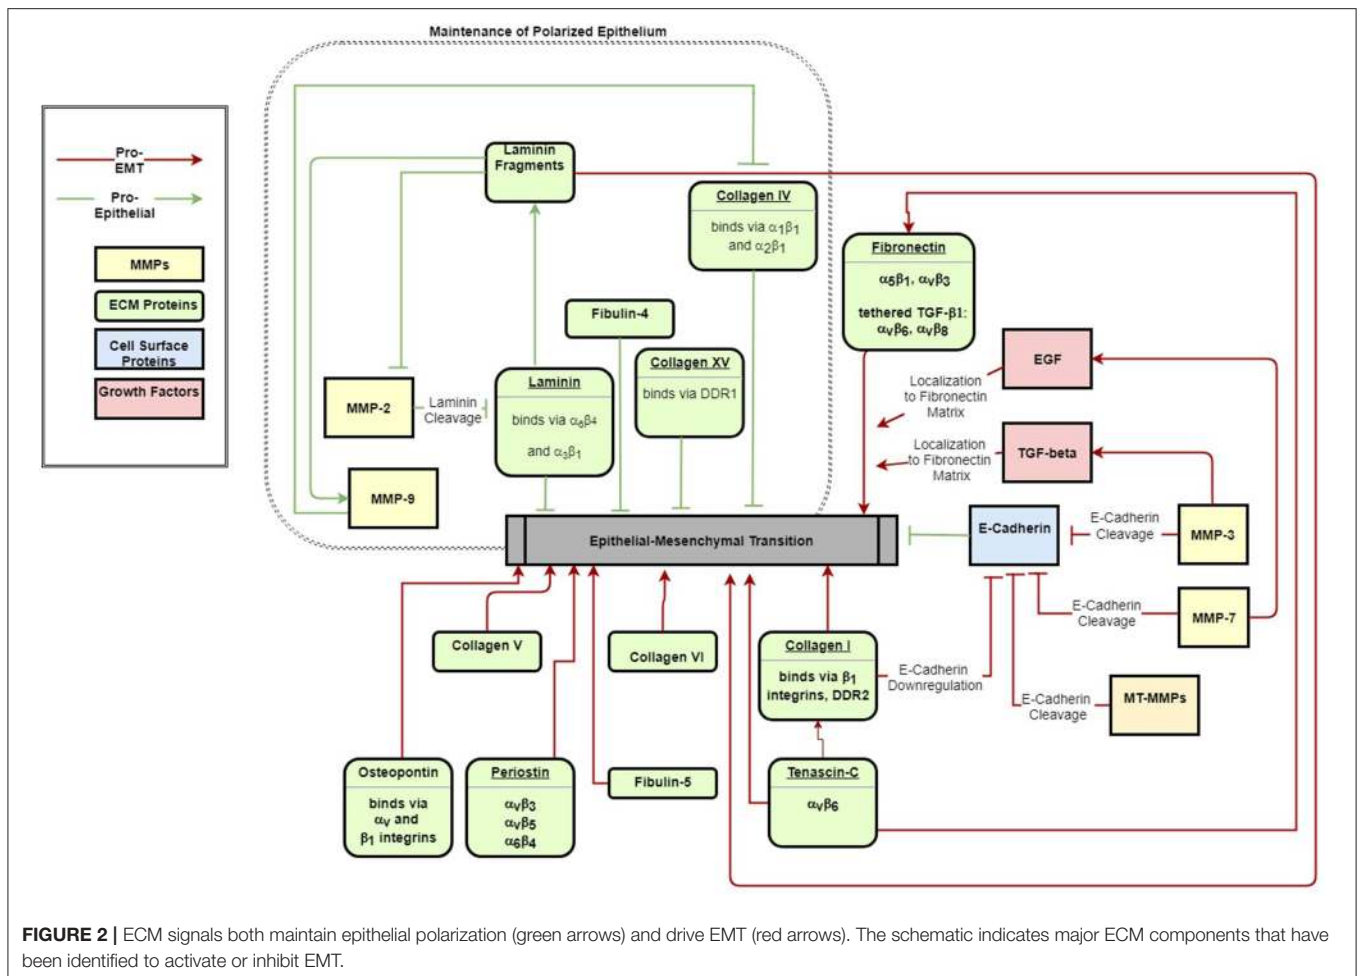 Maintenance of Polarized Epithelium
Pro-
EMT
Pro-
Epithelial
MMPs
ECM Proteins
Cell Surface
Proteins
Growth Factors
Laminin
Fragments
Collagen IV
binds via α1β1
and α2β1
Fibronectin
α5β1, αvβ3
tethered TGF-β1:
αvβ6, αvβ8
Fibulin-4
Collagen XV
binds via DDR1
EGF
Localization
to Fibronectin
Matrix
MMP-2
Laminin
Cleavage
Laminin
binds via α6β4
and α3β1
TGF-beta
Localization
to Fibronectin
Matrix
MMP-9
Epithelial-Mesenchymal Transition
E-Cadherin
E-Cadherin
Cleavage
MMP-3
E-Cadherin
Cleavage
MMP-7
Collagen V
Collagen VI
Collagen I
binds via β1
integrins, DDR2
E-Cadherin
Downregulation
E-Cadherin
Cleavage
MT-MMPs
Osteopontin
binds via
αv and
β1 integrins
Periostin
αvβ3
αvβ5
α6β4
Fibulin-5
Tenascin-C
αvβ6
FIGURE 2 | ECM signals both maintain epithelial polarization (green arrows) and drive EMT (red arrows). The schematic indicates major ECM components that have
been identified to activate or inhibit EMT.